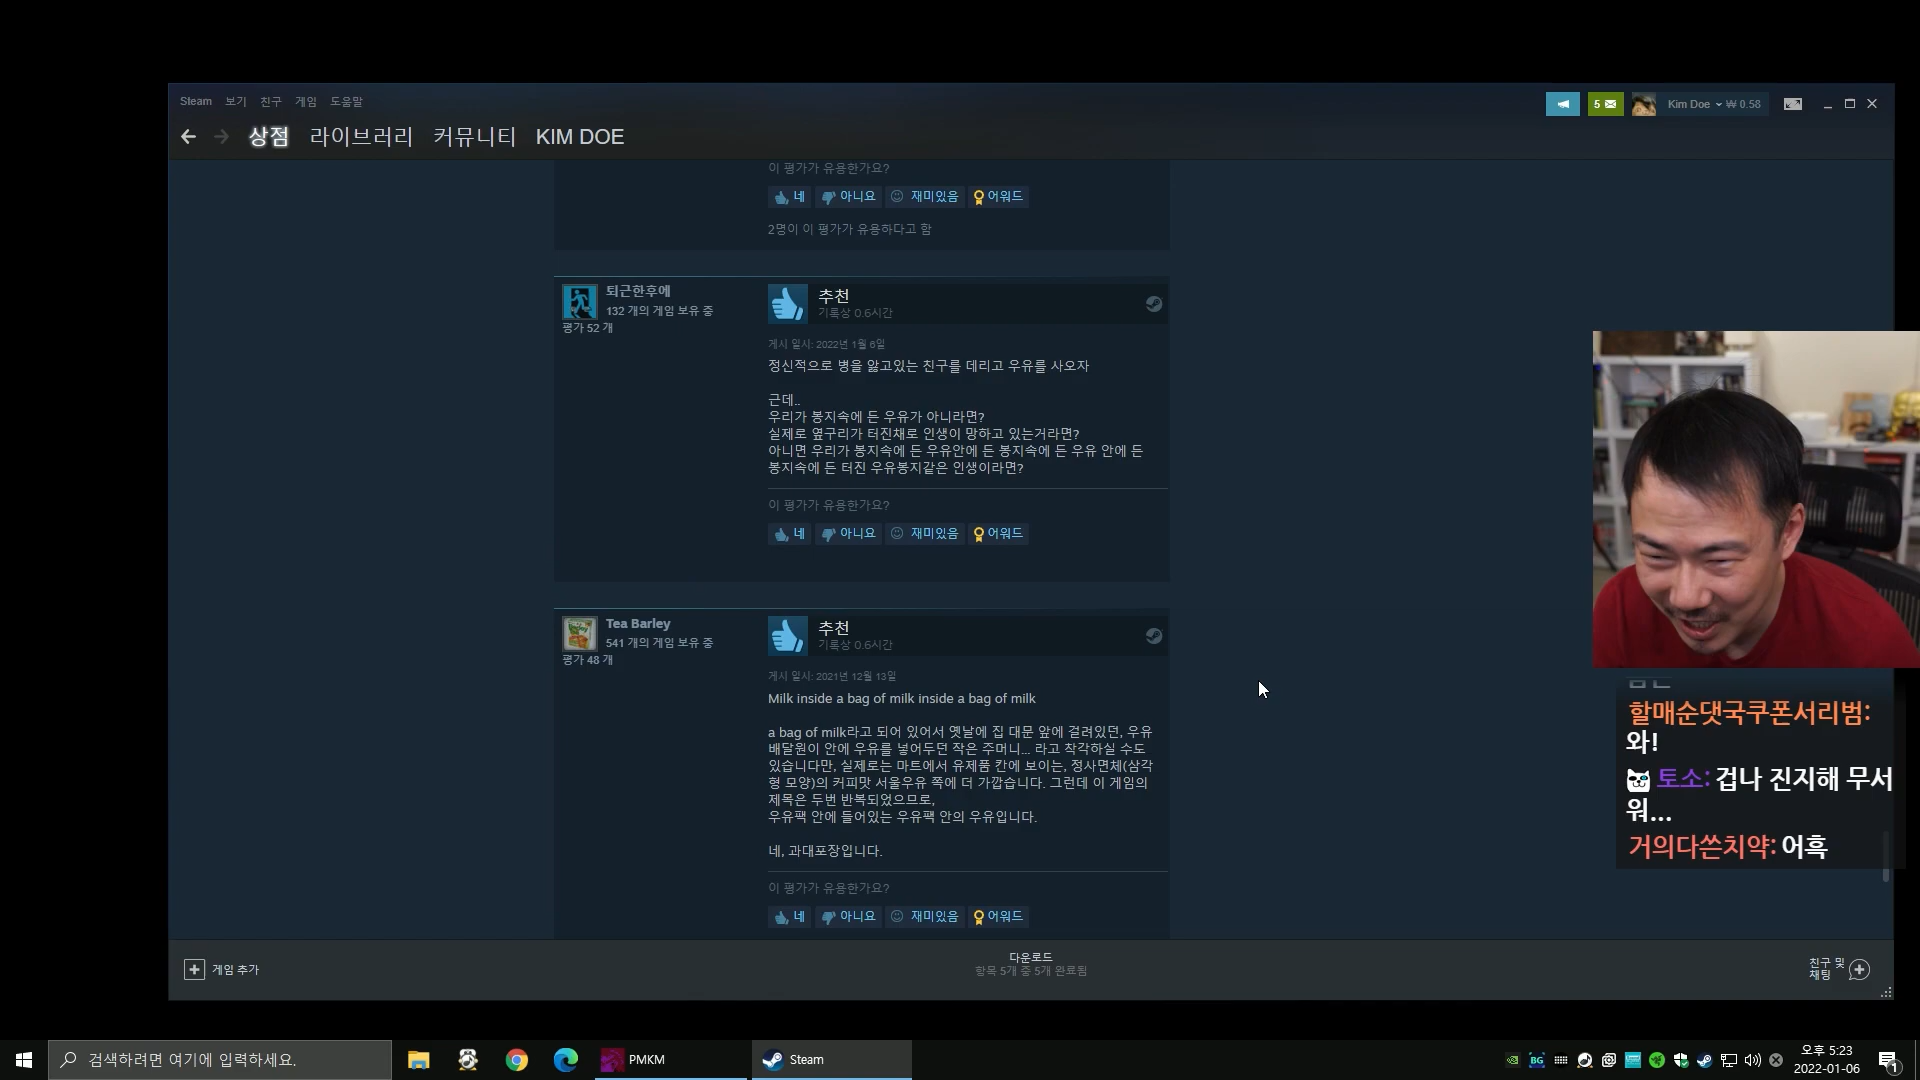 Steam 보기 친구 게임 도움말
5
Kim Doe ₩ 0.58
상점 라이브러리 커뮤니티 KIM DOE
이 평가가 유용한가요?
네 아니요 재미있음 어워드
2명이 이 평가가 유용하다고 함
퇴근한후에
132 개의 게임 보유 중
평가 52 개
추천
기록상 0.6시간
게시 일시: 2022년 1월 6일
정신적으로 병을 앓고있는 친구를 데리고 우유를 사오자
근데..
우리가 봉지속에 든 우유가 아니라면?
실제로 옆구리가 터진채로 인생이 망하고 있는거라면?
아니면 우리가 봉지속에 든 우유안에 든 봉지속에 든 우유 안에 든
봉지속에 든 터진 우유봉지같은 인생이라면?
이 평가가 유용한가요?
네 아니요 재미있음 어워드
Tea Barley
541 개의 게임 보유 중
평가 48 개
추천
기록상 0.6시간
게시 일시: 2021년 12월 13일
Milk inside a bag of milk inside a bag of milk
a bag of milk라고 되어 있어서 옛날에 집 대문 앞에 걸려있던, 우유
배달원이 안에 우유를 넣어두던 작은 주머니... 라고 착각하실 수도
있습니다만, 실제로는 마트에서 유제품 칸에 보이는, 정사면체(삼각
형 모양)의 커피맛 서울우유 쪽에 더 가깝습니다. 그런데 이 게임의
제목은 두번 반복되었으므로,
우유팩 안에 들어있는 우유팩 안의 우유입니다.
네, 과대포장입니다.
이 평가가 유용한가요?
네 아니요 재미있음 어워드
할매순댓국쿠폰서리범:
와!
토소: 겁나 진지해 무서
워...
거의다쓴치약: 어흑
게임 추가
다운로드
항목 5개 중 5개 완료됨
친구 및
채팅
검색하려면 여기에 입력하세요.
PMKM
Steam
BG
오후 5:23
2022-01-06
1